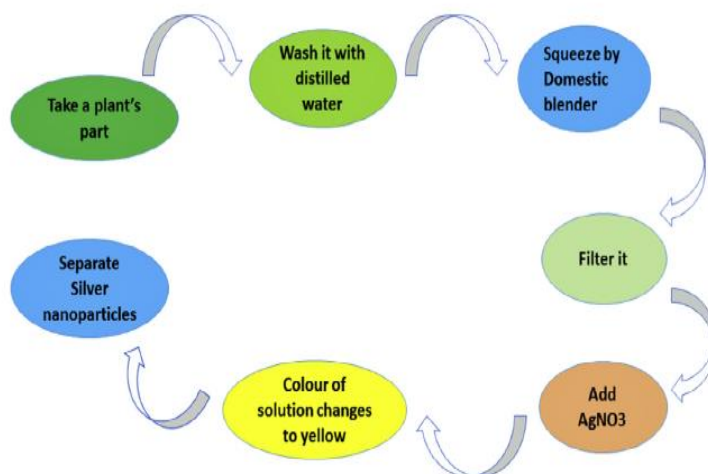 Take a plant's
part
Wash it with
distilled
water
Squeeze by
Domestic
blender
Filter it
Add
AgNO3
Colour of
solution changes
to yellow
Separate
Silver
nanoparticles